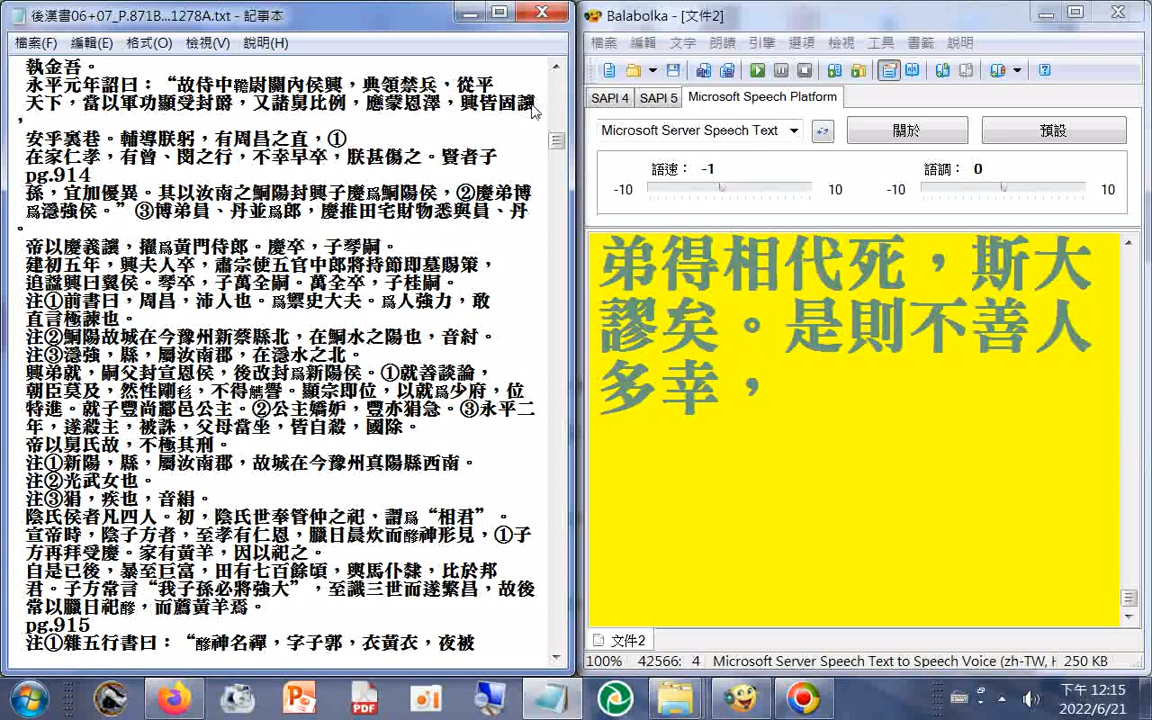 後漢書06+07_P.871B...1278A.txt - 記事本
檔案(F) 編輯(E) 格式(O) 檢視(V) 說明(H)
執金吾。
永平元年詔曰：“故侍中衛尉關內侯興，典領禁兵，從平
天下，當以軍功顯受封爵，又諸舅比例，應蒙恩澤，興皆固讓
，
安乎裏巷。輔導朕躬，有周昌之直，①
在家仁孝，有曾、閔之行，不幸早卒，朕甚傷之。賢者子
pg.914
孫，宜加優異。其以汝南之鮦陽封興子慶為鮦陽侯，②慶弟博
為濦強侯。”③博弟員、丹並為郎，慶推田宅財物悉與員、丹
。
帝以慶義讓，擢為黃門侍郎。慶卒，子琴嗣。
建初五年，興夫人卒，肅宗使五官中郎將持節即墓賜策，
追謚興曰翼侯。琴卒，子萬全嗣。萬全卒，子桂嗣。
注①前書曰，周昌，沛人也。為禦史大夫。為人強力，敢
直言極諫也。
注②鮦陽故城在今豫州新蔡縣北，在鮦水之陽也，音紂。
注③濦強，縣，屬汝南郡，在濦水之北。
興弟就，嗣父封宣恩侯，後改封為新陽侯。①就善談論，
朝臣莫及，然性剛，不得譽。顯宗即位，以就為少府，位
特進。就子豐尚酈邑公主。②公主嬌妒，豐亦狷急。③永平二
年，遂殺主，被誅，父母當坐，皆自殺，國除。
帝以舅氏故，不極其刑。
注①新陽，縣，屬汝南郡，故城在今豫州真陽縣西南。
注②光武女也。
注③狷，疾也，音絹。
陰氏侯者凡四人。初，陰氏世奉管仲之祀，謂為“相君”。
宣帝時，陰子方者，至孝有仁恩，臘日晨炊而神形見，①子
方再拜受慶。家有黃羊，因以祀之。
自是已後，暴至巨富，田有七百餘頃，輿馬仆隸，比於邦
君。子方常言“我子孫必將強大”，至識三世而遂繁昌，故後
常以臘日祀，而薦黃羊焉。
pg.915
注①雜五行書曰：“神名禪，字子郭，衣黃衣，夜被
Balabolka - [文件2]
檔案 編輯 文字 朗讀 引擎 選項 檢視 工具 書籤 說明
SAPI 4 SAPI 5 Microsoft Speech Platform
Microsoft Server Speech Text 關於 預設
語速： -1 語調： 0
-10 10 -10 10
弟得相代死，斯大
謬矣。是則不善人
多幸，
文件2
100% 42566: 4 Microsoft Server Speech Text to Speech Voice (zh-TW, H 250 KB
下午 12:15
2022/6/21